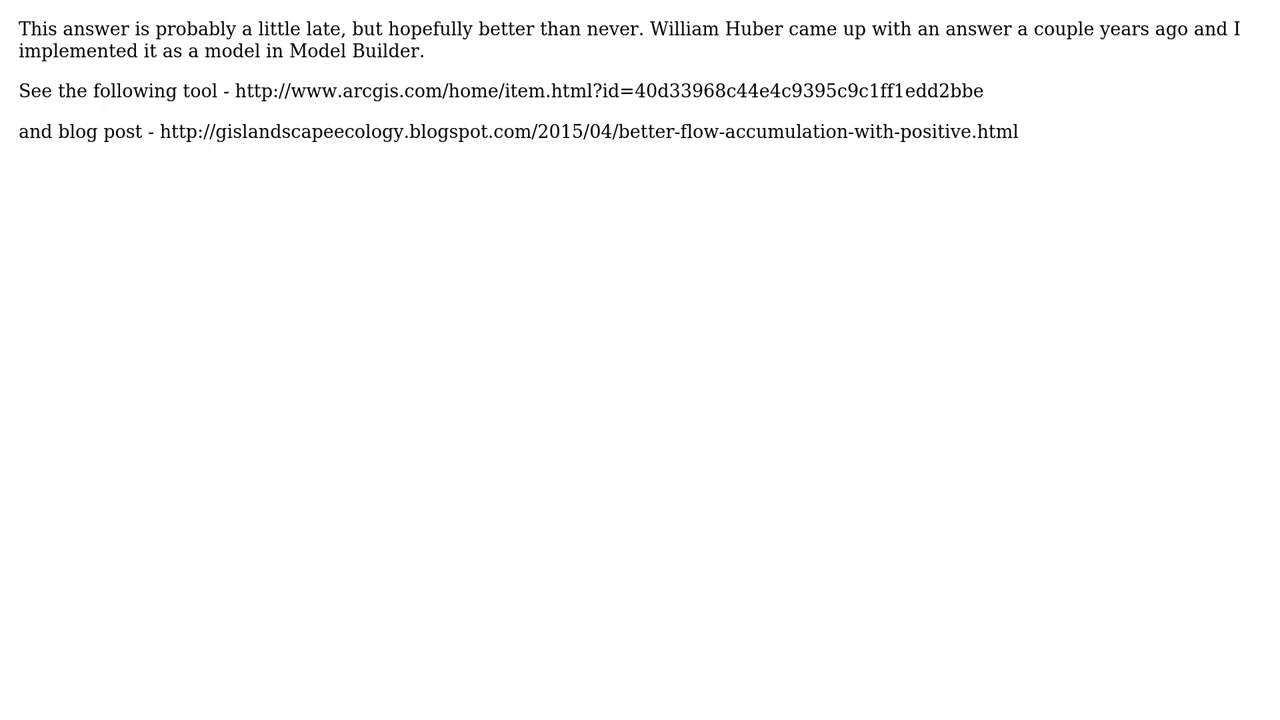 This answer is probably a little late, but hopefully better than never. William Huber came up with an answer a couple years ago and I
implemented it as a model in Model Builder.
See the following tool - http://www.arcgis.com/home/item.html?id=40d33968c44e4c9395c9c1ff1edd2bbe
and blog post - http://gislandscapeecology.blogspot.com/2015/04/better-flow-accumulation-with-positive.html